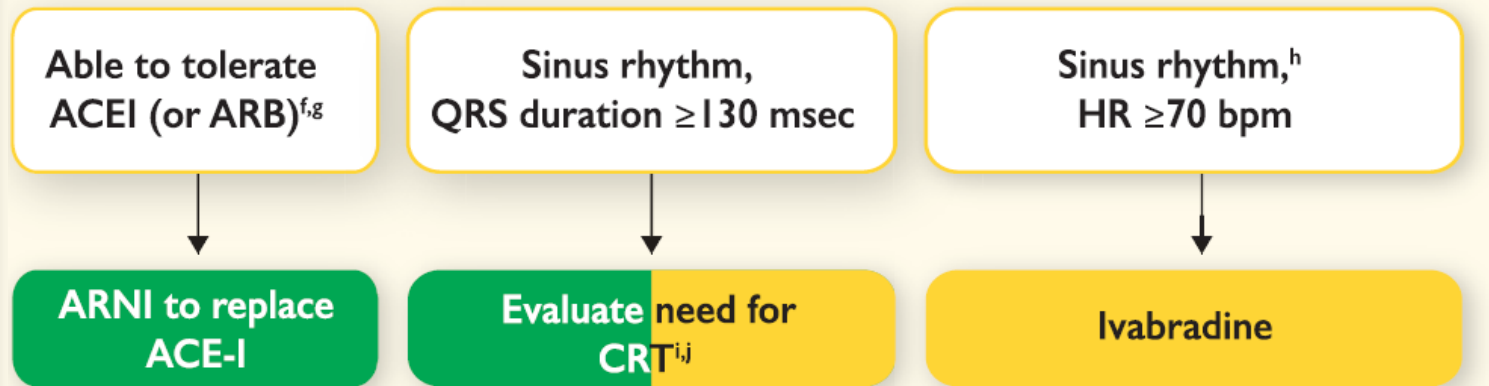 Able to tolerate
ACEI (or ARB)f,g
Sinus rhythm,
QRS duration ≥130 msec
Sinus rhythm,h
HR ≥70 bpm
ARNI to replace
ACE-I
Evaluate need for
CRTi,j
Ivabradine